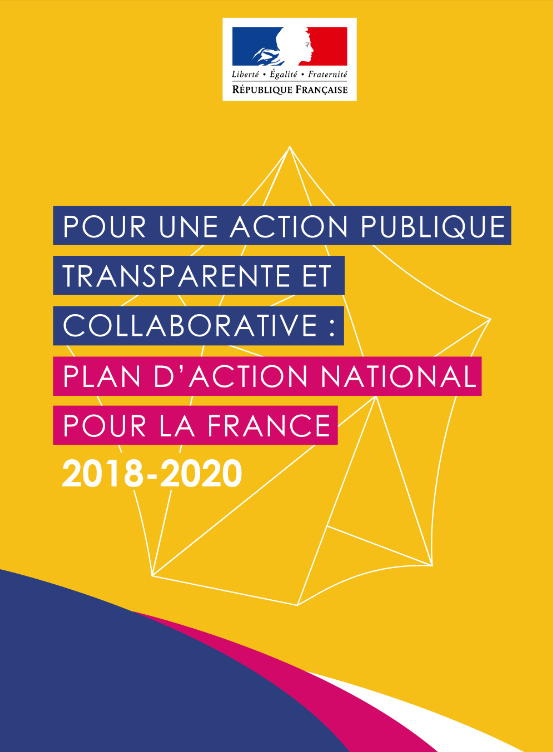 Liberté • Égalité • Fraternité
RÉPUBLIQUE FRANÇAISE
POUR UNE ACTION PUBLIQUE
TRANSPARENTE ET
COLLABORATIVE :
PLAN D’ACTION NATIONAL
POUR LA FRANCE
2018-2020